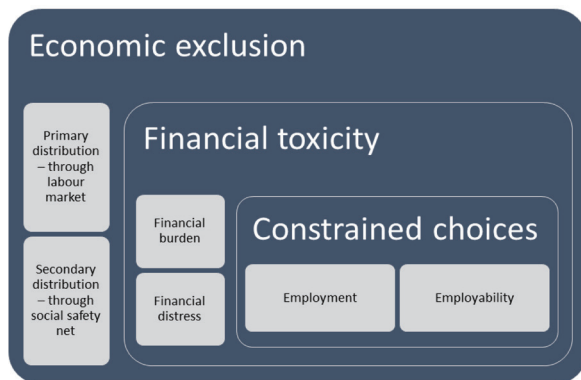 Economic exclusion
Primary
distribution
– through
labour
market
Secondary
distribution
– through
social safety
net
Financial toxicity
Financial
burden
Financial
distress
Constrained choices
Employment
Employability